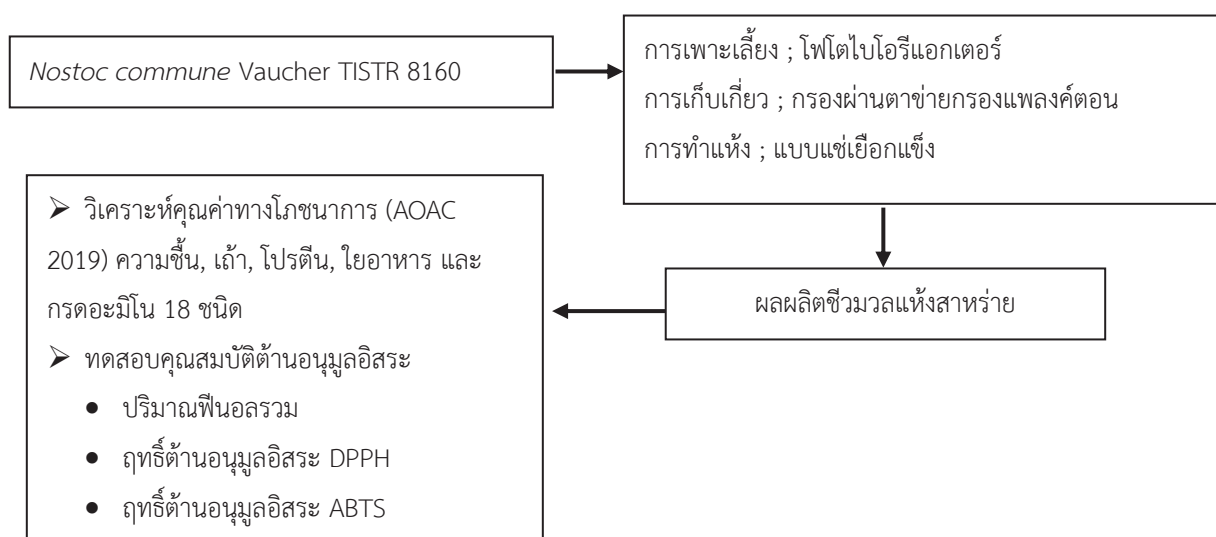 Nostoc commune Vaucher TISTR 8160
การเพาะเลี้ยง ; โฟโตไบโอรีแอกเตอร์
การเก็บเกี่ยว ; กรองผ่านตาข่ายกรองแพลงค์ตอน
การทำแห้ง ; แบบแช่เยือกแข็ง
ผลผลิตชีวมวลแห้งสาหร่าย
➢ วิเคราะห์คุณค่าทางโภชนาการ (AOAC
2019) ความชื้น, เถ้า, โปรตีน, ใยอาหาร และ
กรดอะมิโน 18 ชนิด
➢ ทดสอบคุณสมบัติต้านอนุมูลอิสระ
• ปริมาณฟีนอลรวม
• ฤทธิ์ต้านอนุมูลอิสระ DPPH
• ฤทธิ์ต้านอนุมูลอิสระ ABTS